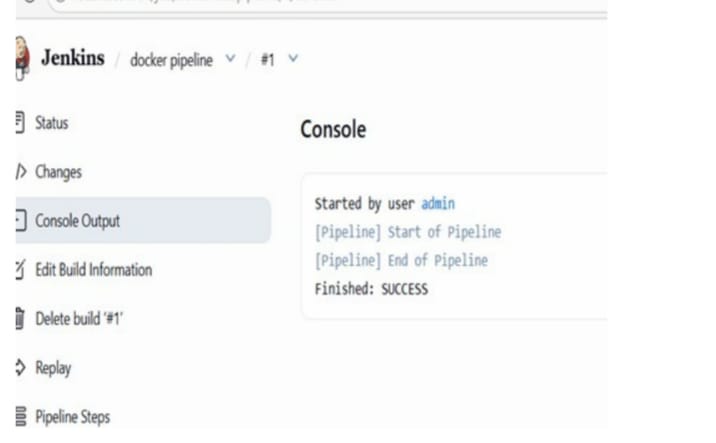 Jenkins / docker pipeline / #1
Status
Changes
Console Output
Edit Build Information
Delete build '#1'
Replay
Pipeline Steps
Console
Started by user admin
[Pipeline] Start of Pipeline
[Pipeline] End of Pipeline
Finished: SUCCESS